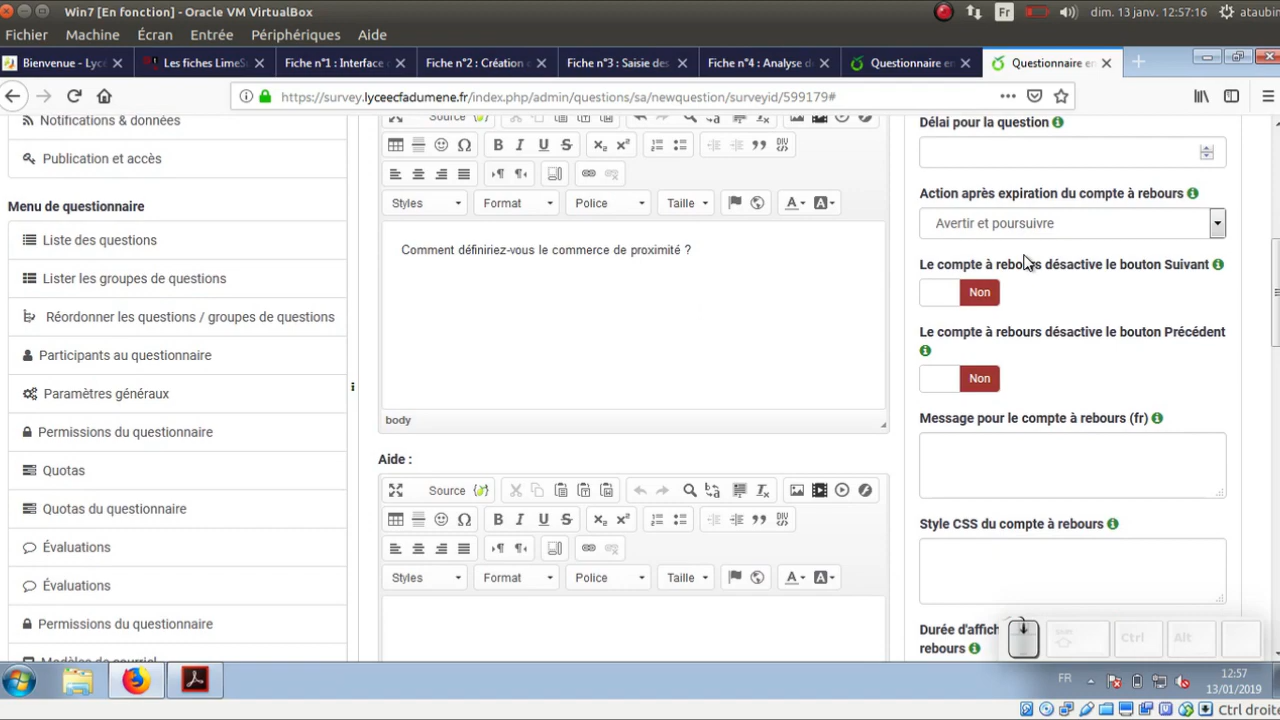 Win7 [En fonction] - Oracle VM VirtualBox
Fr
dim. 13 janv. 12:57:16
ataubin
Fichier Machine Écran Entrée Périphériques Aide
Bienvenue - Lyc
Les fiches LimeS
Fiche n°1 : Interface
Fiche n°2 : Création
Fiche n°3 : Saisie des
Fiche n°4 : Analyse d
Questionnaire en
Questionnaire en
https://survey.lyceecfadumene.fr/index.php/admin/questions/sa/newquestion/surveyid/599179#
Notifications & données
Publication et accès
Menu de questionnaire
Liste des questions
Lister les groupes de questions
Réordonner les questions / groupes de questions
Participants au questionnaire
Paramètres généraux
Permissions du questionnaire
Quotas
Quotas du questionnaire
Évaluations
Évaluations
Permissions du questionnaire
Modèles de courriel
Source
Styles Format Police Taille
Comment définiriez-vous le commerce de proximité ?
body
Aide :
Source
Styles Format Police Taille
Délai pour la question
Action après expiration du compte à rebours
Avertir et poursuivre
Le compte à rebours désactive le bouton Suivant
Non
Le compte à rebours désactive le bouton Précédent
Non
Message pour le compte à rebours (fr)
Style CSS du compte à rebours
Durée d'affich
rebours
Ctrl
Alt
FR
12:57
13/01/2019
Ctrl droite